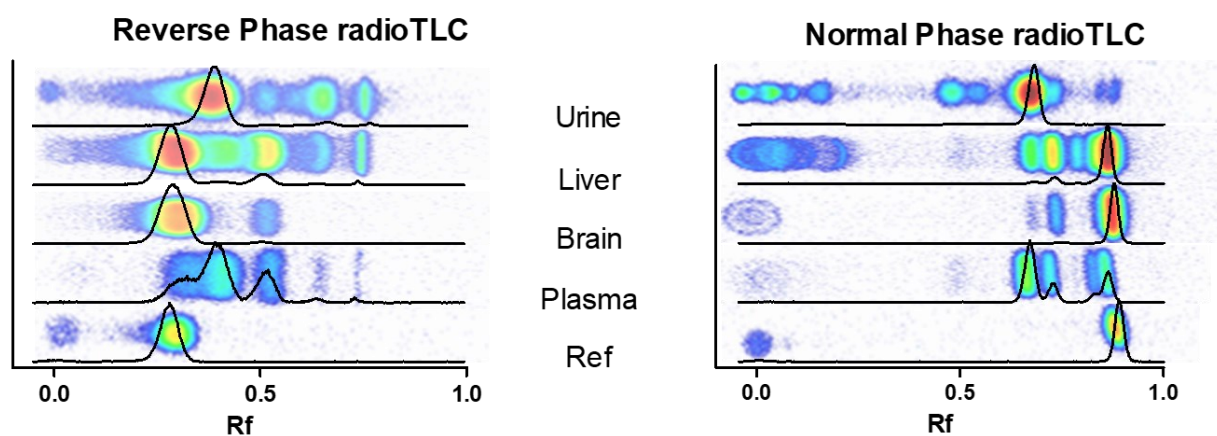 Reverse Phase radioTLC
Normal Phase radioTLC
Urine
Liver
Brain
Plasma
Ref
0.0 0.5 1.0
Rf
0.0 0.5 1.0
Rf